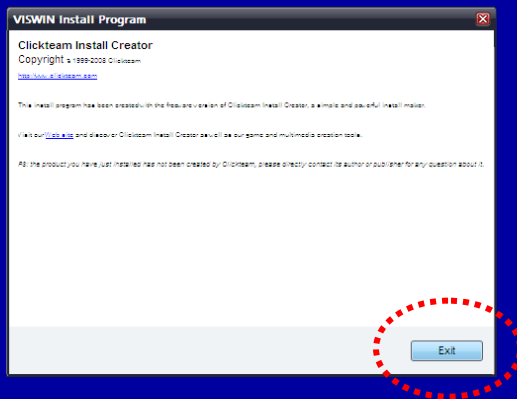 VISWIN Install Program
Clickteam Install Creator
Copyright © 1999-2008 Clickteam
http://www.clickteam.com
This install program has been created with the freeware version of Clickteam Install Creator, a simple and powerful install maker.
Visit our Web site and discover Clickteam Install Creator as well as our game and multimedia creation tools.
PS: the product you have just installed has not been created by Clickteam, please directly contact its author or publisher for any question about it.
Exit